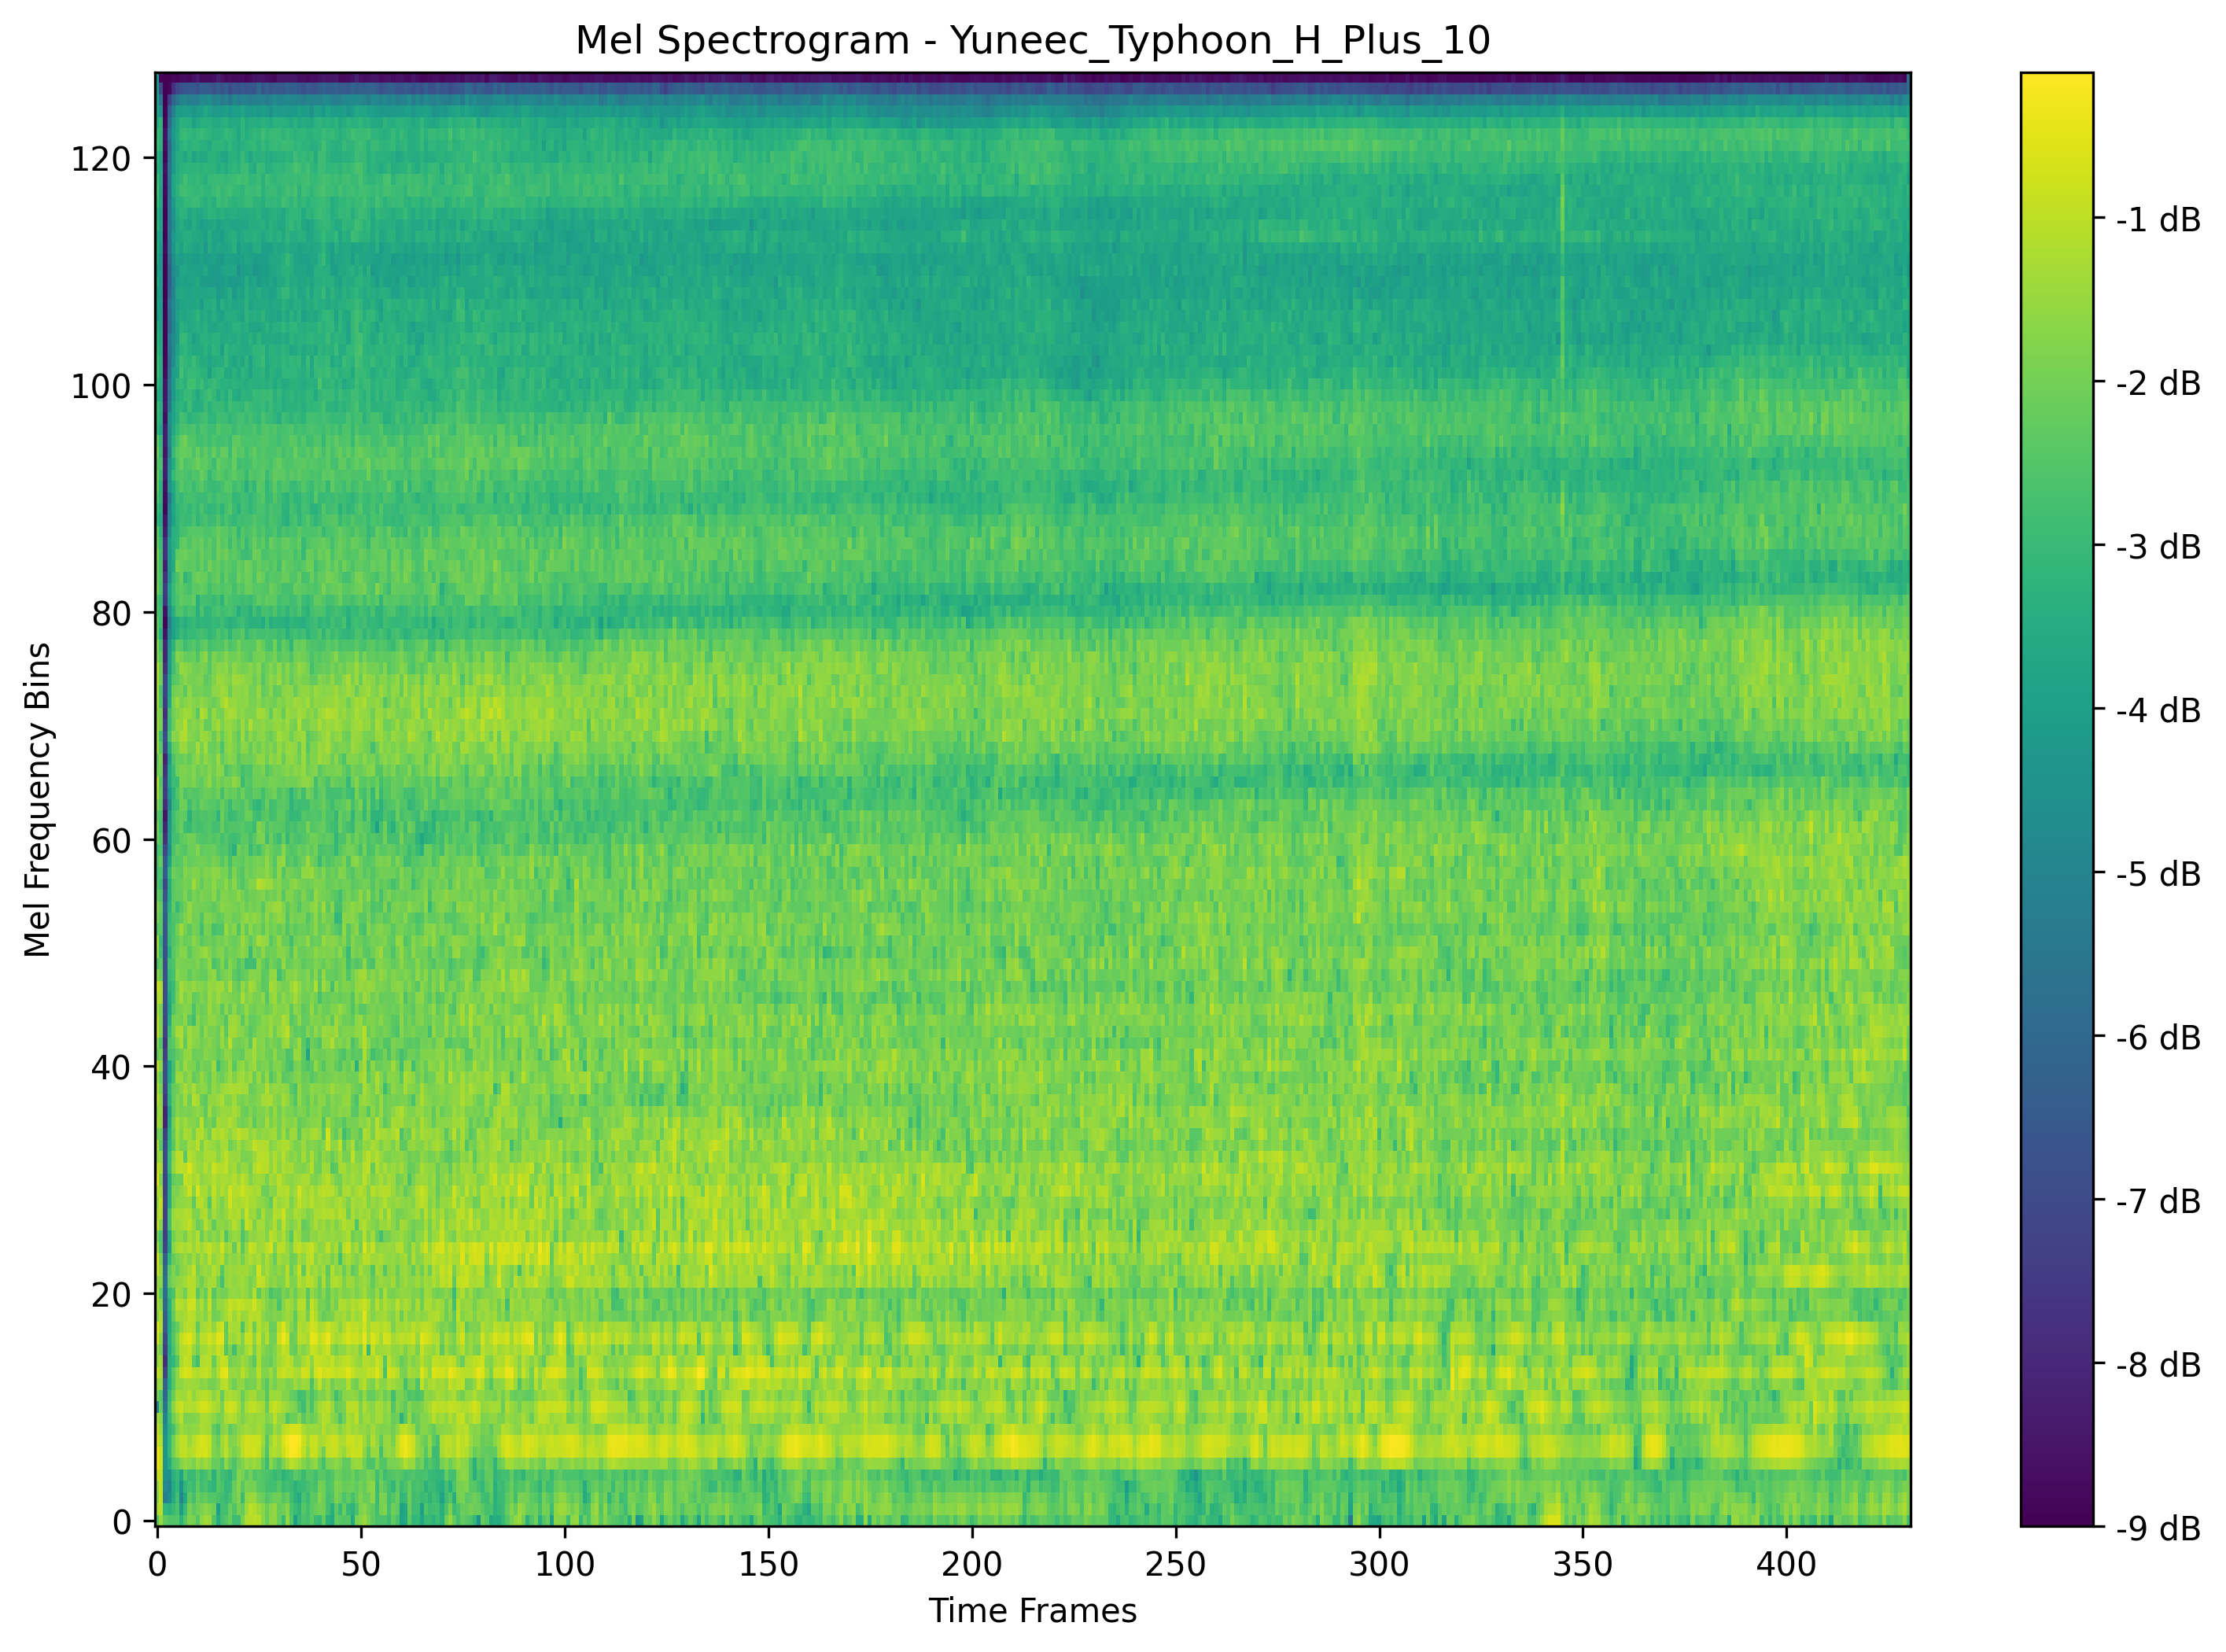 Mel Spectrogram - Yuneec_Typhoon_H_Plus_10
Mel Frequency Bins
120
100
80
60
40
20
0
0 50 100 150 200 250 300 350 400
Time Frames
-1 dB
-2 dB
-3 dB
-4 dB
-5 dB
-6 dB
-7 dB
-8 dB
-9 dB